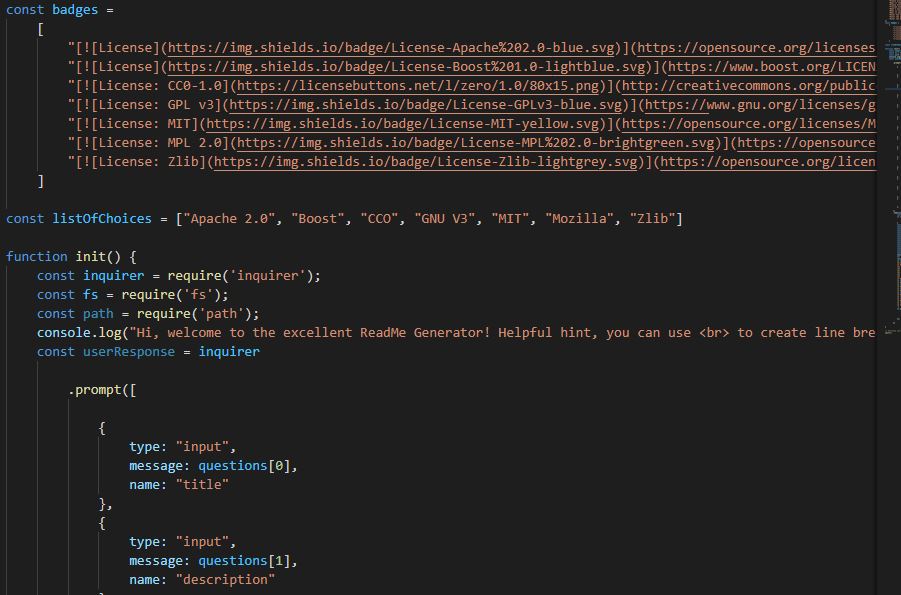 const badges =
[
"[![License](https://img.shields.io/badge/License-Apache%202.0-blue.svg)](https://opensource.org/licenses
"[![License](https://img.shields.io/badge/License-Boost%201.0-lightblue.svg)](https://www.boost.org/LICEN
"[![License: CC0-1.0](https://licensebuttons.net/l/zero/1.0/80x15.png)](http://creativecommons.org/public
"[![License: GPL v3](https://img.shields.io/badge/License-GPLv3-blue.svg)](https://www.gnu.org/licenses/g
"[![License: MIT](https://img.shields.io/badge/License-MIT-yellow.svg)](https://opensource.org/licenses/M
"[![License: MPL 2.0](https://img.shields.io/badge/License-MPL%202.0-brightgreen.svg)](https://opensource
"[![License: Zlib](https://img.shields.io/badge/License-Zlib-lightgrey.svg)](https://opensource.org/licen
]
const listOfChoices = ["Apache 2.0", "Boost", "CCO", "GNU V3", "MIT", "Mozilla", "Zlib"]
function init() {
const inquirer = require('inquirer');
const fs = require('fs');
const path = require('path');
console.log("Hi, welcome to the excellent ReadMe Generator! Helpful hint, you can use <br> to create line bre
const userResponse = inquirer
.prompt([
{
type: "input",
message: questions[0],
name: "title"
},
{
type: "input",
message: questions[1],
name: "description"